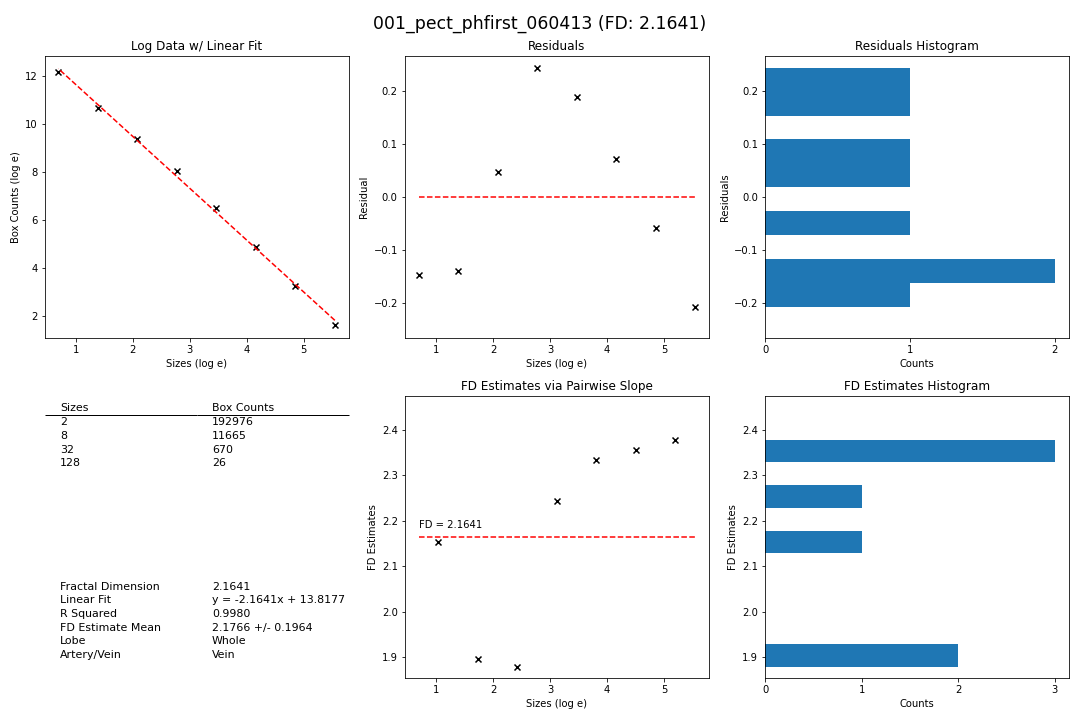 001_pect_phfirst_060413 (FD: 2.1641)
Log Data w/ Linear Fit
Box Counts (log e)
12
10
8
6
4
2
1 2 3 4 5
Sizes (log e)
Residuals
Residual
0.2
0.1
0.0
−0.1
−0.2
1 2 3 4 5
Sizes (log e)
Residuals Histogram
Residuals
0.2
0.1
0.0
−0.1
−0.2
0 1 2
Counts
Sizes Box Counts
2 192976
8 11665
32 670
128 26
Fractal Dimension 2.1641
Linear Fit y = -2.1641x + 13.8177
R Squared 0.9980
FD Estimate Mean 2.1766 +/- 0.1964
Lobe Whole
Artery/Vein Vein
FD Estimates via Pairwise Slope
FD Estimates
2.4
2.3
2.2
2.1
2.0
1.9
FD = 2.1641
1 2 3 4 5
Sizes (log e)
FD Estimates Histogram
FD Estimates
2.4
2.3
2.2
2.1
2.0
1.9
0 1 2 3
Counts